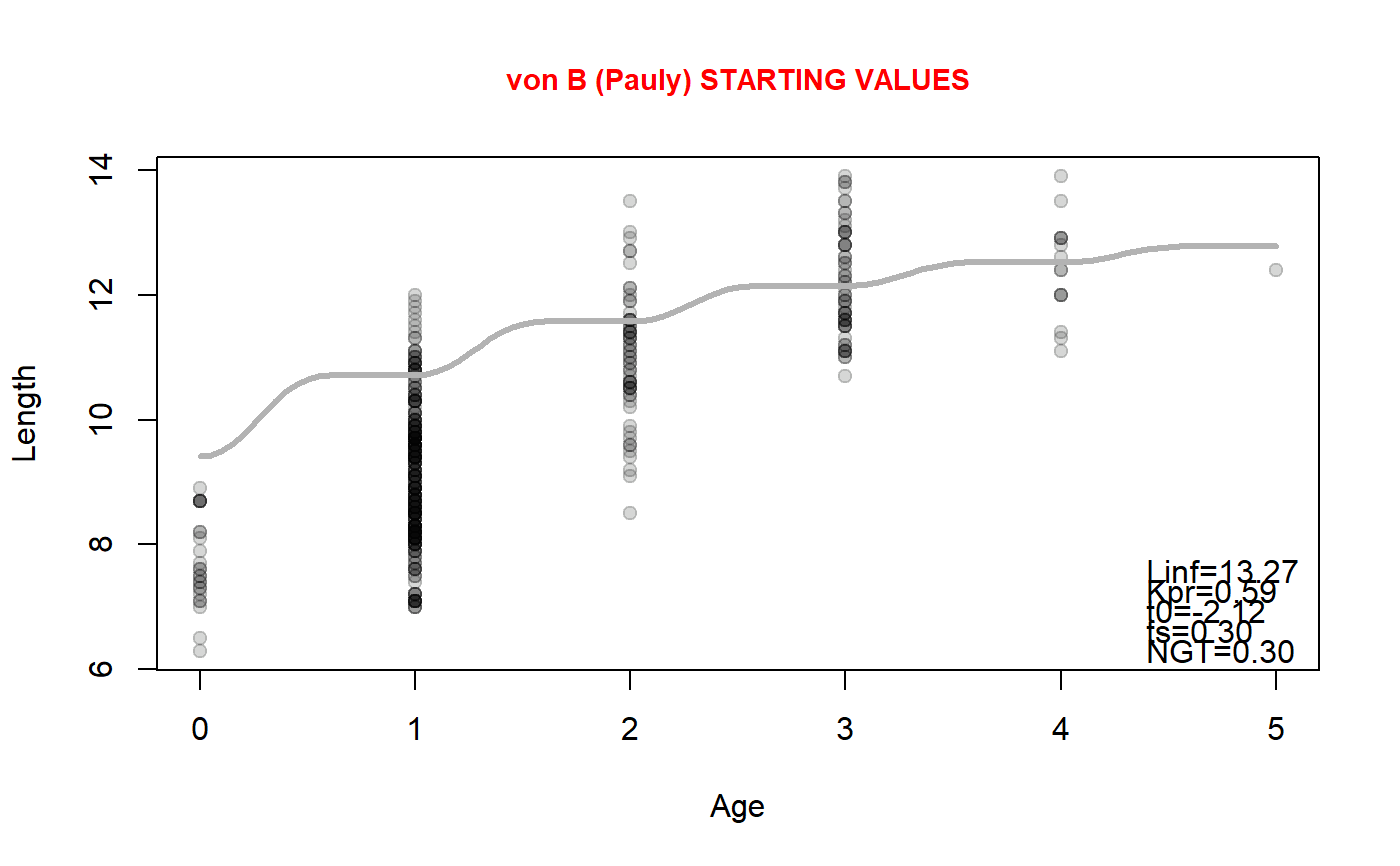 von B (Pauly) STARTING VALUES
14
12
10
8
6
Length
Linf=13.27
Kpr=0.59
t0=-2.12
ts=0.30
NGT=0.30
0 1 2 3 4 5
Age